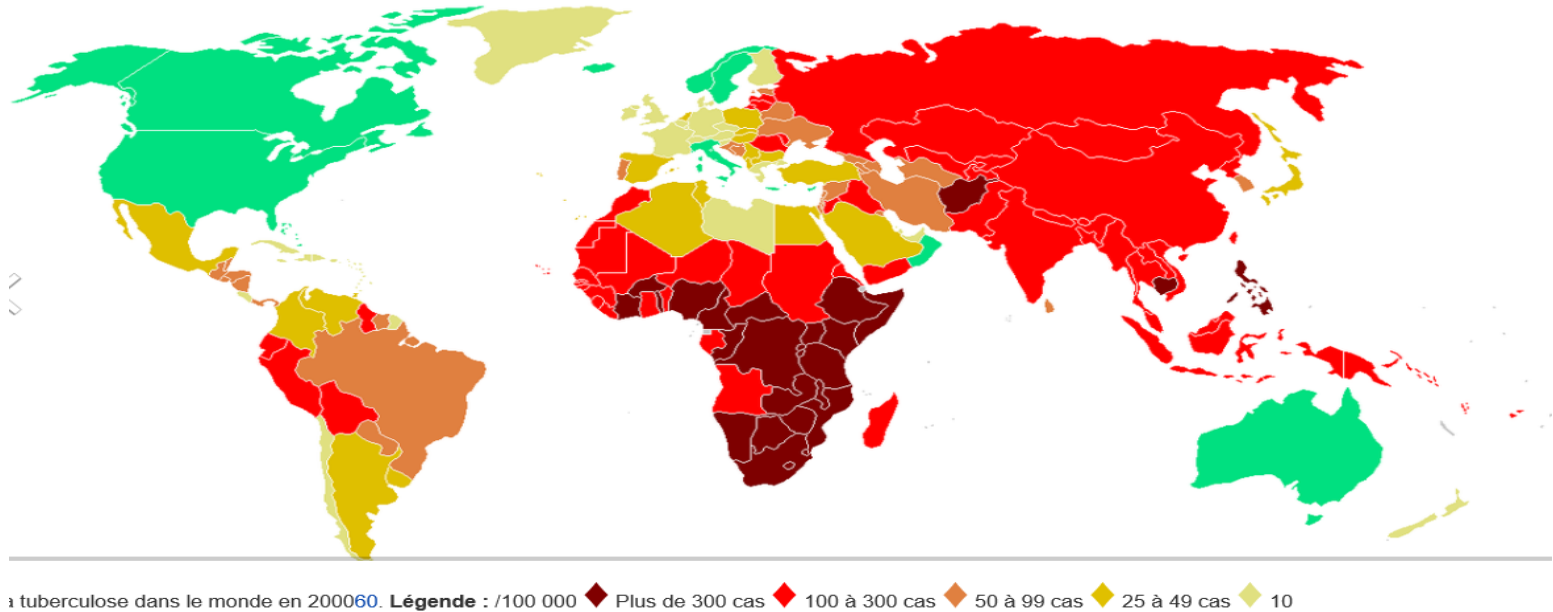 a tuberculose dans le monde en 200060. Légende : /100 000 Plus de 300 cas 100 à 300 cas 50 à 99 cas 25 à 49 cas 10